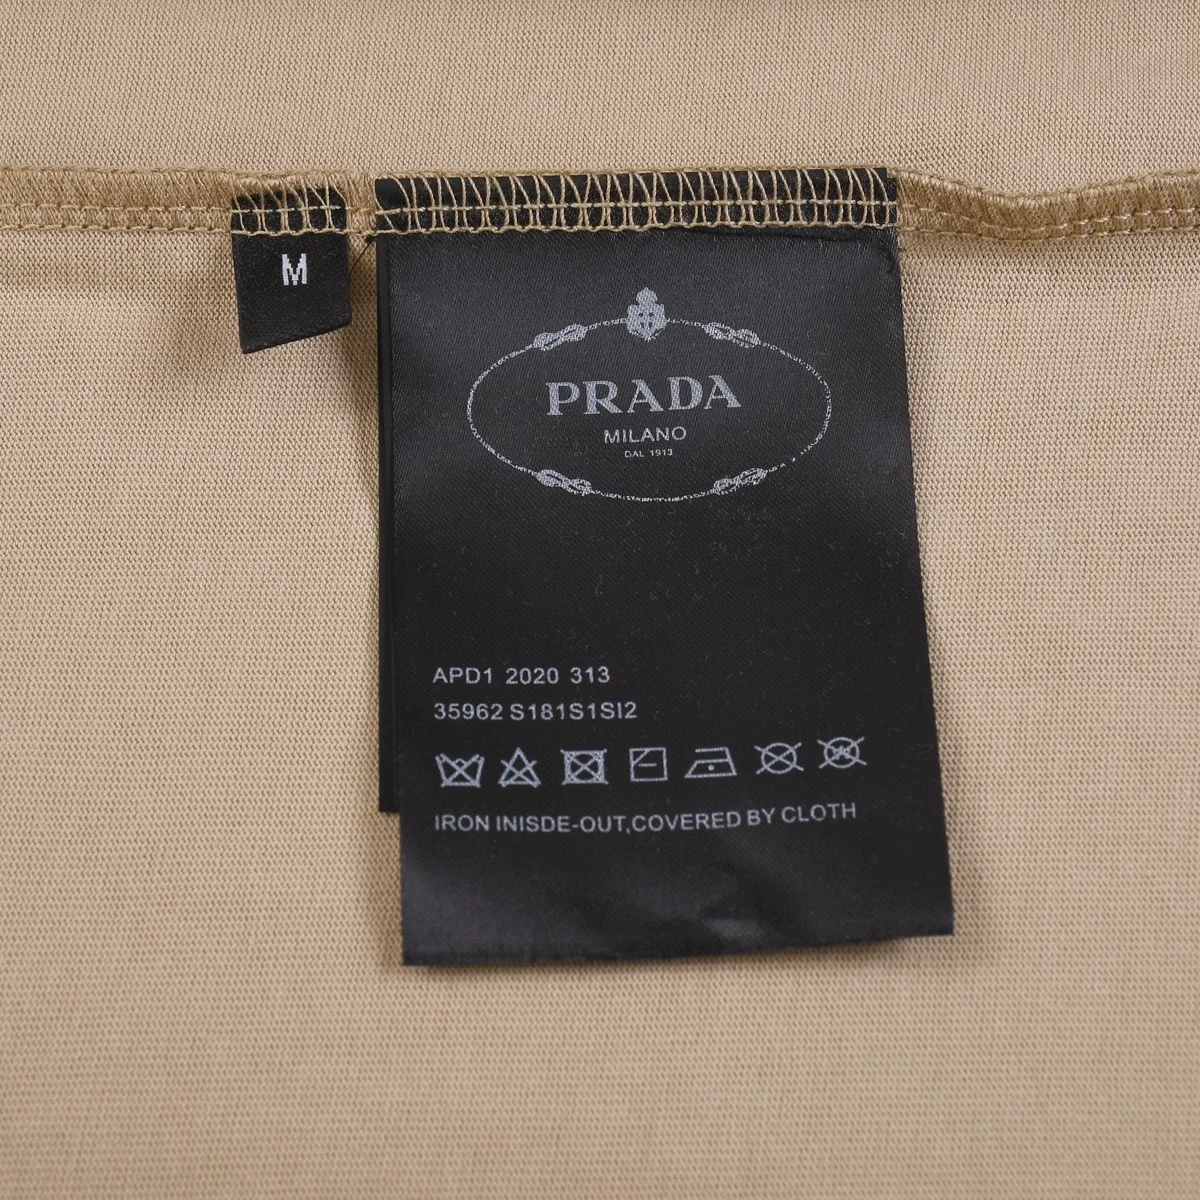 M
PRADA
MILANO
DAL 1913
APD1 2020 313
35962 S181S1SI2
IRON INISDE-OUT,COVERED BY CLOTH